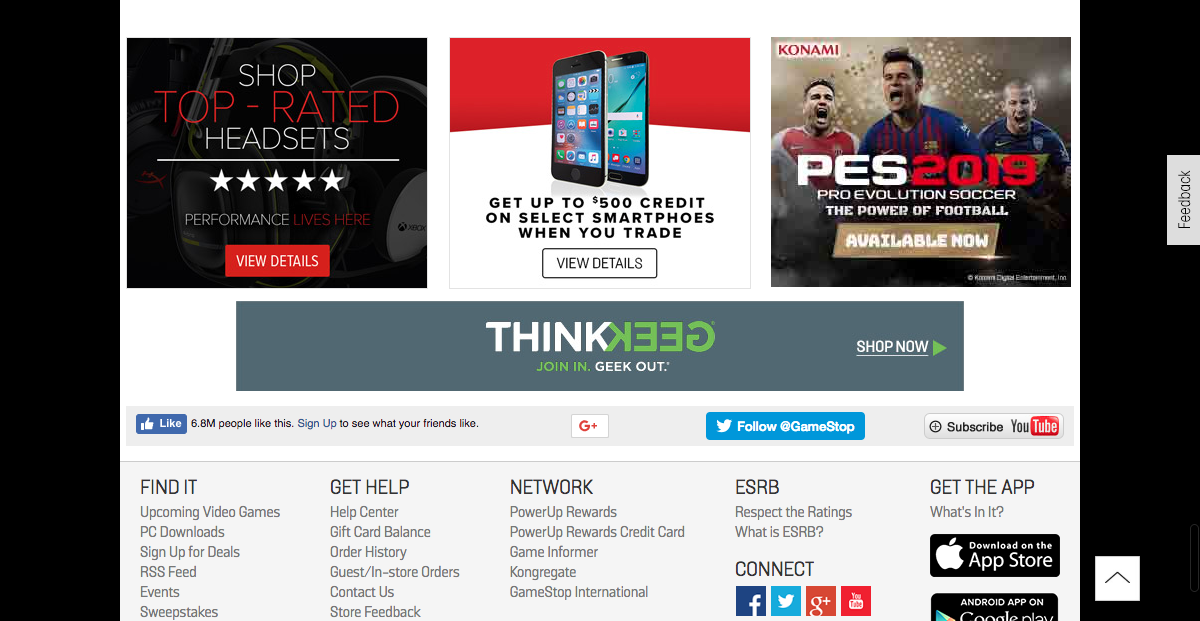 SHOP
TOP - RATED
HEADSETS
PERFORMANCE LIVES HERE
XBOX
VIEW DETAILS
GET UP TO $500 CREDIT
ON SELECT SMARTPHOES
WHEN YOU TRADE
VIEW DETAILS
KONAMI
PES2019
PRO EVOLUTION SOCCER
THE POWER OF FOOTBALL
AVAILABLE NOW
© Konami Digital Entertainment, Inc.
Feedback
THINKGEEK
JOIN IN. GEEK OUT.
SHOP NOW
Like 6.8M people like this. Sign Up to see what your friends like.
G+
Follow @GameStop
Subscribe YouTube
FIND IT
Upcoming Video Games
PC Downloads
Sign Up for Deals
RSS Feed
Events
Sweepstakes
GET HELP
Help Center
Gift Card Balance
Order History
Guest/In-store Orders
Contact Us
Store Feedback
NETWORK
PowerUp Rewards
PowerUp Rewards Credit Card
Game Informer
Kongregate
GameStop International
ESRB
Respect the Ratings
What is ESRB?
CONNECT
f
g+
You Tube
GET THE APP
What's In It?
Download on the
App Store
ANDROID APP ON
Google play